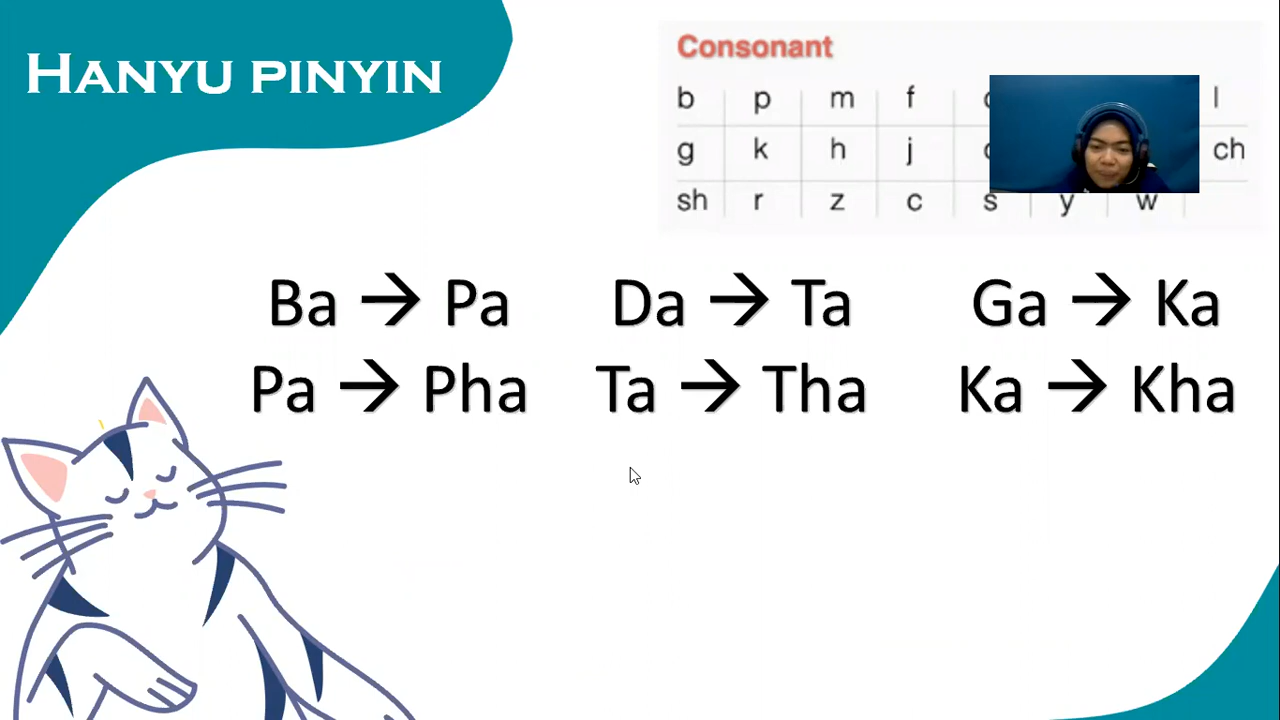 HANYU PINYIN
Consonant
b p m f l
g k h j ch
sh r z c s y w
Ba → Pa Da → Ta Ga → Ka
Pa → Pha Ta → Tha Ka → Kha